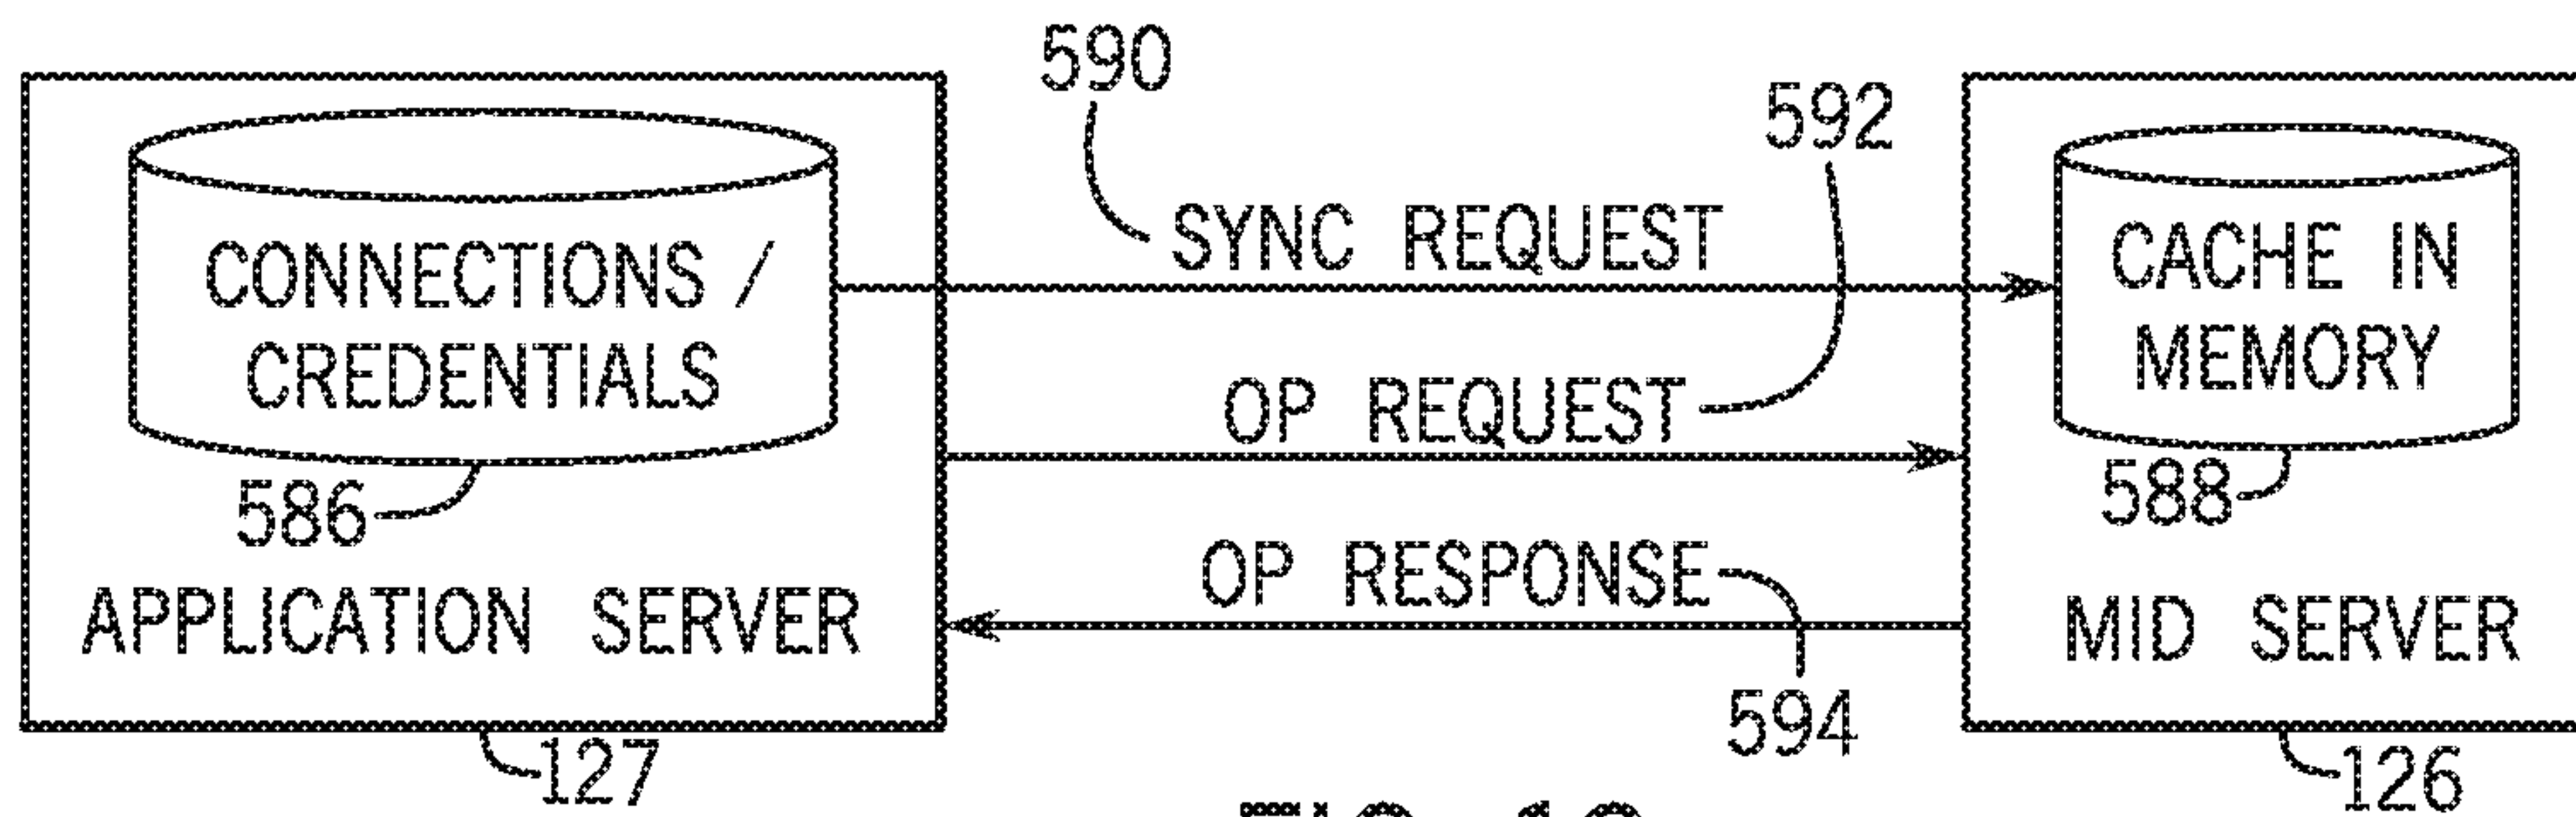 590
592
SYNC REQUEST
CONNECTIONS /
CREDENTIALS
CACHE IN
MEMORY
OP REQUEST
586
588
OP RESPONSE
APPLICATION SERVER
MID SERVER
594
127
126